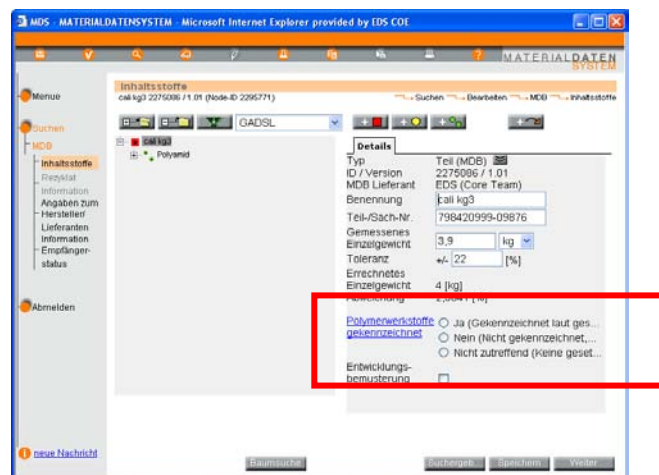 MDS - MATERIALDATENSYSTEM - Microsoft Internet Explorer provided by EDS COE
MATERIALDATEN
SYSTEM
Menue
Suchen
MDB
Inhaltsstoffe
Rezyklat
Information
Angaben zum
Hersteller/
Lieferanten
Information
Empfänger-
status
Abmelden
neue Nachricht
Inhaltsstoffe
cali kg3 2275086 / 1.01 (Node-ID 2295771)
Suchen Bearbeiten MDB Inhaltsstoffe
GADSL
cali kg3
Polyamid
Details
Typ Teil (MDB)
ID / Version 2275086 / 1.01
MDB Lieferant EDS (Core Team)
Benennung cali kg3
Teil-/Sach-Nr. 798420999-09876
Gemessenes
Einzelgewicht 3,9 kg
Toleranz +/- 22 [%]
Errechnetes
Einzelgewicht 4 [kg]
Abweichung [%]
Polymerwerkstoffe
gekennzeichnet
Ja (Gekennzeichnet laut ges...
Nein (Nicht gekennzeichnet,...
Nicht zutreffend (Keine geset...
Entwicklungs-
bemusterung
Baumsuche Suchergeb... Speichern Weiter...